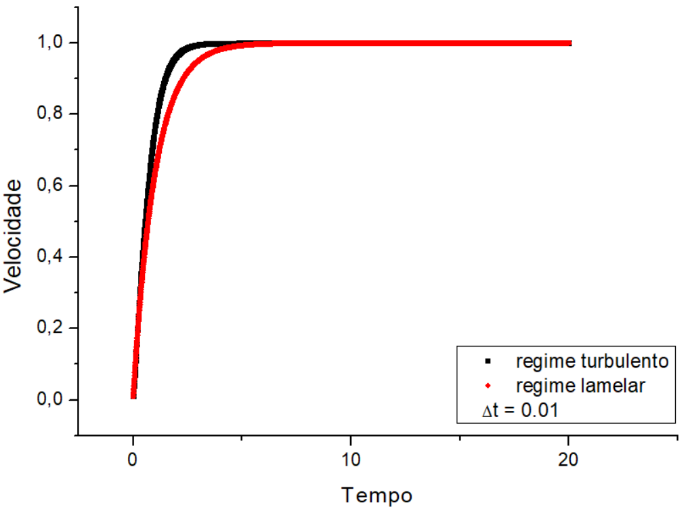 1,0
0,8
0,6
0,4
0,2
0,0
Velocidade
regime turbulento
regime lamelar
Δt = 0.01
0
10
20
Tempo